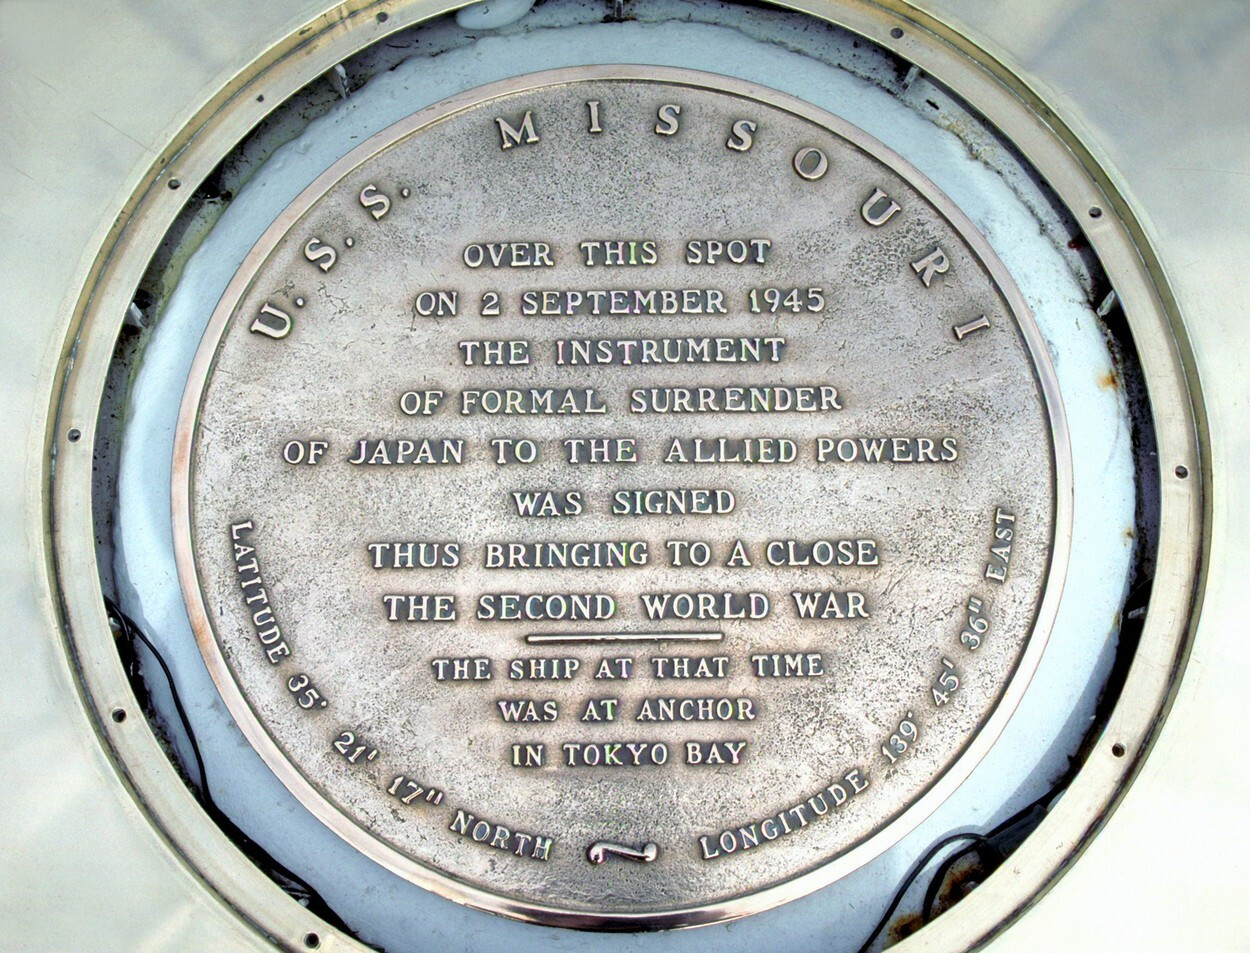 U.S.S. MISSOURI
OVER THIS SPOT
ON 2 SEPTEMBER 1945
THE INSTRUMENT
OF FORMAL SURRENDER
OF JAPAN TO THE ALLIED POWERS
WAS SIGNED
THUS BRINGING TO A CLOSE
THE SECOND WORLD WAR
THE SHIP AT THAT TIME
WAS AT ANCHOR
IN TOKYO BAY
LATITUDE 35° 21' 17" NORTH ~ LONGITUDE 139° 45' 36" EAST